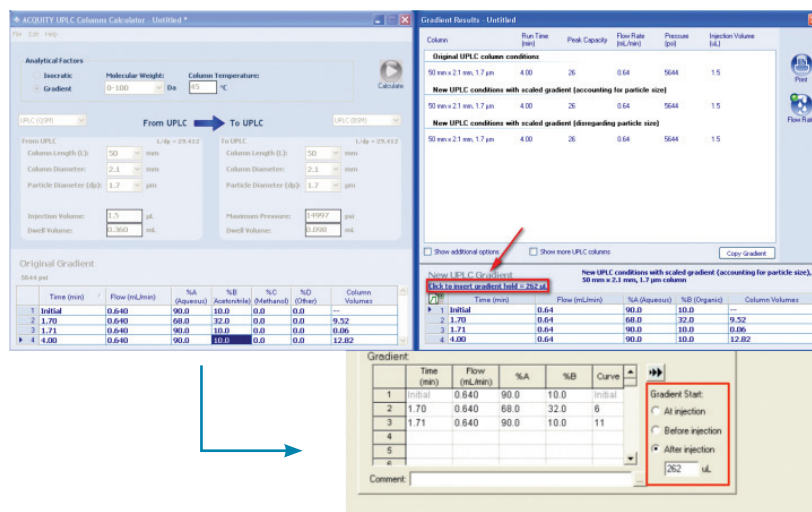 ACQUITY UPLC Columns Calculator - Untitled *
File Edit Help
Analytical Factors
Isocratic Molecular Weight: Column Temperature:
Gradient 0-100 Da 45 °C
Calculate
UPLC (QSM) From UPLC To UPLC UPLC (BSM)
From UPLC L/dp = 29,412 To UPLC L/dp = 29,412
Column Length (L): 50 mm Column Length (L): 50 mm
Column Diameter: 2.1 mm Column Diameter: 2.1 mm
Particle Diameter (dp): 1.7 µm Particle Diameter (dp): 1.7 µm
Injection Volume: 1.5 µL Maximum Pressure: 14997 psi
Dwell Volume: 0.360 mL Dwell Volume: 0.090 mL
Original Gradient
5644 psi
Time (min) Flow (mL/min) %A (Aqueous) %B (Acetonitrile) %C (Methanol) %D (Other) Column Volumes
1 Initial 0.640 90.0 10.0 0.0 0.0 --
2 1.70 0.640 68.0 32.0 0.0 0.0 9.52
3 1.71 0.640 90.0 10.0 0.0 0.0 0.06
4 4.00 0.640 90.0 10.0 0.0 0.0 12.82
Gradient Results - Untitled
Column Run Time (min) Peak Capacity Flow Rate (mL/min) Pressure (psi) Injection Volume (uL)
Original UPLC column conditions
50 mm x 2.1 mm, 1.7 µm 4.00 26 0.64 5644 1.5
New UPLC conditions with scaled gradient (accounting for particle size)
50 mm x 2.1 mm, 1.7 µm 4.00 26 0.64 5644 1.5
New UPLC conditions with scaled gradient (disregarding particle size)
50 mm x 2.1 mm, 1.7 µm 4.00 26 0.64 5644 1.5
Print
Flow Rate
Show additional options Show more UPLC columns Copy Gradient
New UPLC Gradient New UPLC conditions with scaled gradient (accounting for particle size),
Click to insert gradient hold = 262 uL 50 mm x 2.1 mm, 1.7 µm column
Time (min) Flow (mL/min) %A (Aqueous) %B (Organic) Column Volumes
1 Initial 0.64 90.0 10.0 --
2 1.70 0.64 68.0 32.0 9.52
3 1.71 0.64 90.0 10.0 0.06
4 4.00 0.64 90.0 10.0 12.82
Gradient
Time (min) Flow (mL/min) %A %B Curve
1 Initial 0.640 90.0 10.0 Initial
2 1.70 0.640 68.0 32.0 6
3 1.71 0.640 90.0 10.0 11
4
5
6
Gradient Start:
At injection
Before injection
After injection
262 uL
Comment: